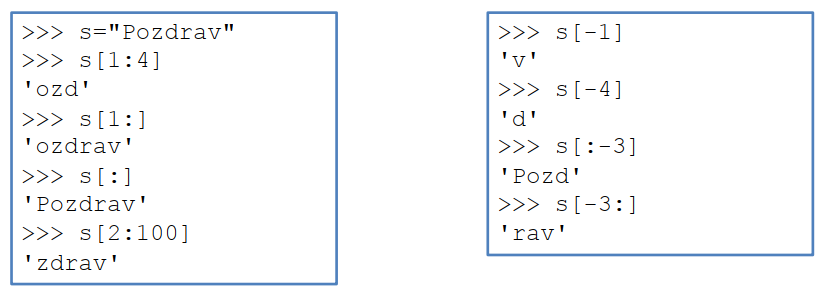 >>> s="Pozdrav"
>>> s[1:4]
'ozd'
>>> s[1:]
'ozdrav'
>>> s[:]
'Pozdrav'
>>> s[2:100]
'zdrav'
>>> s[-1]
'v'
>>> s[-4]
'd'
>>> s[:-3]
'Pozd'
>>> s[-3:]
'rav'